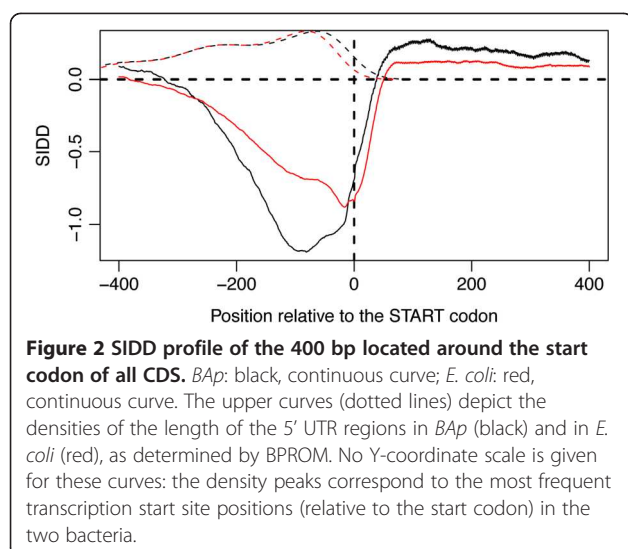 0.0
−0.5
−1.0
SIDD
−400 −200 0 200 400
Position relative to the START codon
Figure 2 SIDD profile of the 400 bp located around the start
codon of all CDS. BAp: black, continuous curve; E. coli: red,
continuous curve. The upper curves (dotted lines) depict the
densities of the length of the 5’ UTR regions in BAp (black) and in E.
coli (red), as determined by BPROM. No Y-coordinate scale is given
for these curves: the density peaks correspond to the most frequent
transcription start site positions (relative to the start codon) in the
two bacteria.